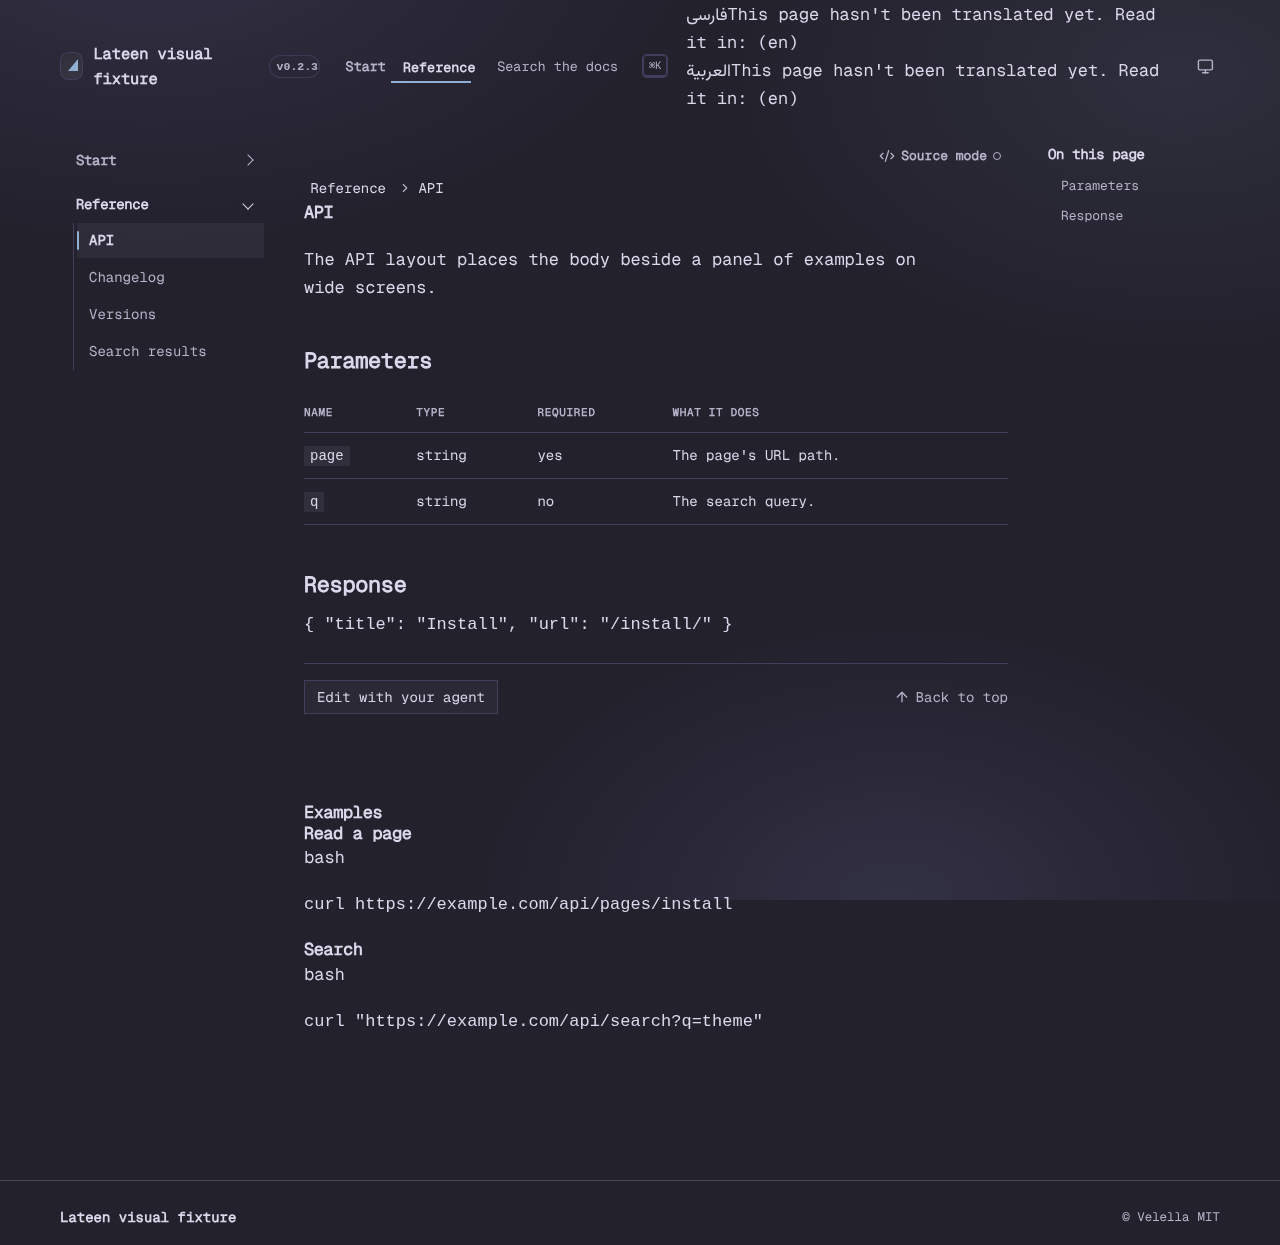 Lateen visual
fixture
v0.2.3
Start
Reference
Search the docs
⌘K
فارسیThis page hasn't been translated yet. Read
it in: (en)
العربيةThis page hasn't been translated yet. Read
it in: (en)
Start
Reference
API
Changelog
Versions
Search results
Source mode
Reference
API
API
The API layout places the body beside a panel of examples on
wide screens.
Parameters
NAME TYPE REQUIRED WHAT IT DOES
page string yes The page's URL path.
q string no The search query.
Response
{ "title": "Install", "url": "/install/" }
Edit with your agent
↑ Back to top
Examples
Read a page
bash
curl https://example.com/api/pages/install
Search
bash
curl "https://example.com/api/search?q=theme"
On this page
Parameters
Response
Lateen visual fixture
© Velella MIT